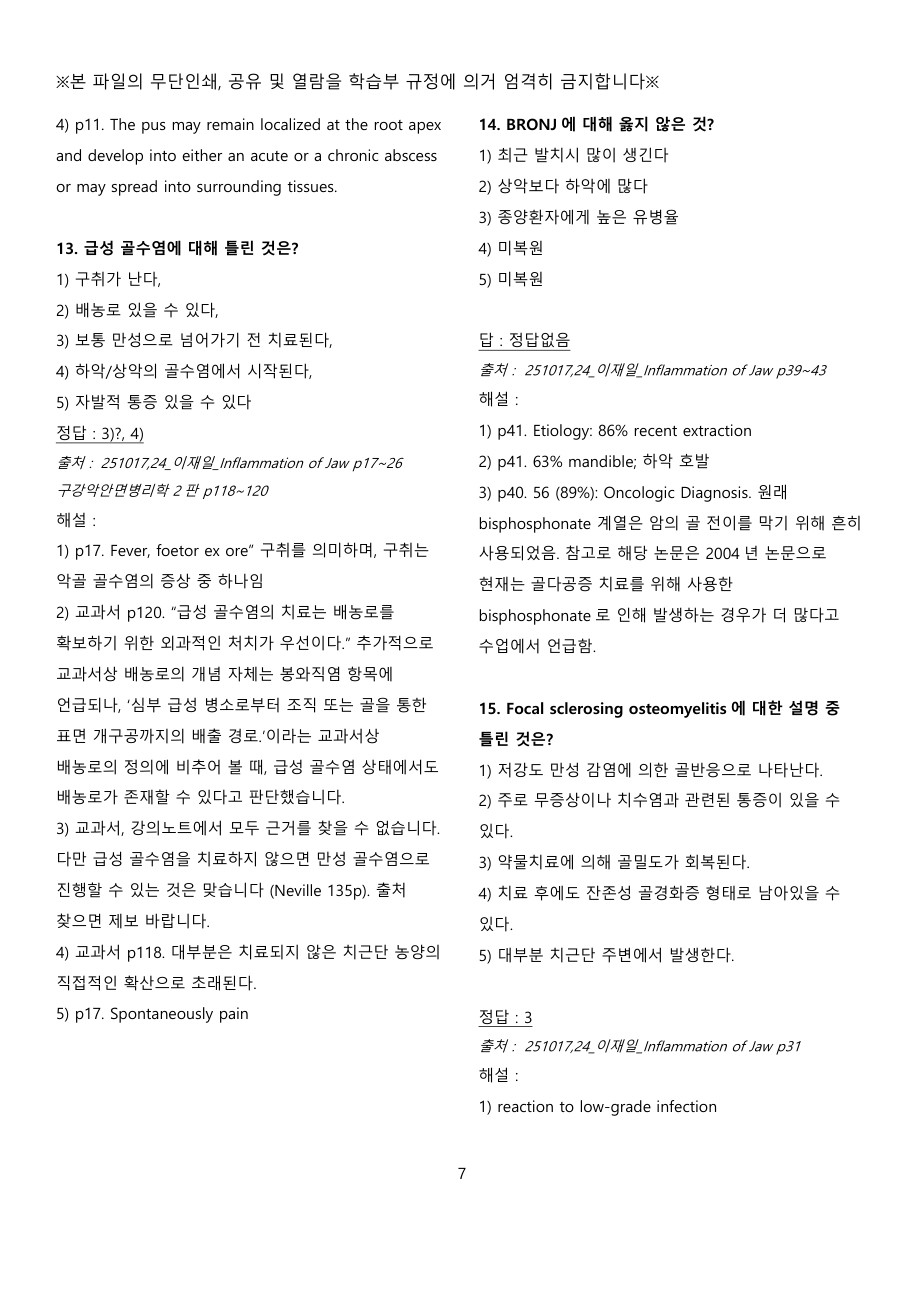 ※본 파일의 무단인쇄, 공유 및 열람을 학습부 규정에 의거 엄격히 금지합니다※
4) p11. The pus may remain localized at the root apex
and develop into either an acute or a chronic abscess
or may spread into surrounding tissues.
13. 급성 골수염에 대해 틀린 것은?
1) 구취가 난다,
2) 배농로 있을 수 있다,
3) 보통 만성으로 넘어가기 전 치료된다,
4) 하악/상악의 골수염에서 시작된다,
5) 자발적 통증 있을 수 있다
정답 : 3)?, 4)
출처 : 251017,24_이재일_Inflammation of Jaw p17~26
구강악안면병리학 2 판 p118~120
해설 :
1) p17. Fever, foetor ex ore” 구취를 의미하며, 구취는
악골 골수염의 증상 중 하나임
2) 교과서 p120. “급성 골수염의 치료는 배농로를
확보하기 위한 외과적인 처치가 우선이다.” 추가적으로
교과서상 배농로의 개념 자체는 봉와직염 항목에
언급되나, ‘심부 급성 병소로부터 조직 또는 골을 통한
표면 개구공까지의 배출 경로.’이라는 교과서상
배농로의 정의에 비추어 볼 때, 급성 골수염 상태에서도
배농로가 존재할 수 있다고 판단했습니다.
3) 교과서, 강의노트에서 모두 근거를 찾을 수 없습니다.
다만 급성 골수염을 치료하지 않으면 만성 골수염으로
진행할 수 있는 것은 맞습니다 (Neville 135p). 출처
찾으면 제보 바랍니다.
4) 교과서 p118. 대부분은 치료되지 않은 치근단 농양의
직접적인 확산으로 초래된다.
5) p17. Spontaneously pain
14. BRONJ 에 대해 옳지 않은 것?
1) 최근 발치시 많이 생긴다
2) 상악보다 하악에 많다
3) 종양환자에게 높은 유병율
4) 미복원
5) 미복원
답 : 정답없음
출처 : 251017,24_이재일_Inflammation of Jaw p39~43
해설 :
1) p41. Etiology: 86% recent extraction
2) p41. 63% mandible; 하악 호발
3) p40. 56 (89%): Oncologic Diagnosis. 원래
bisphosphonate 계열은 암의 골 전이를 막기 위해 흔히
사용되었음. 참고로 해당 논문은 2004 년 논문으로
현재는 골다공증 치료를 위해 사용한
bisphosphonate 로 인해 발생하는 경우가 더 많다고
수업에서 언급함.
15. Focal sclerosing osteomyelitis 에 대한 설명 중
틀린 것은?
1) 저강도 만성 감염에 의한 골반응으로 나타난다.
2) 주로 무증상이나 치수염과 관련된 통증이 있을 수
있다.
3) 약물치료에 의해 골밀도가 회복된다.
4) 치료 후에도 잔존성 골경화증 형태로 남아있을 수
있다.
5) 대부분 치근단 주변에서 발생한다.
정답 : 3
출처 : 251017,24_이재일_Inflammation of Jaw p31
해설 :
1) reaction to low-grade infection
7